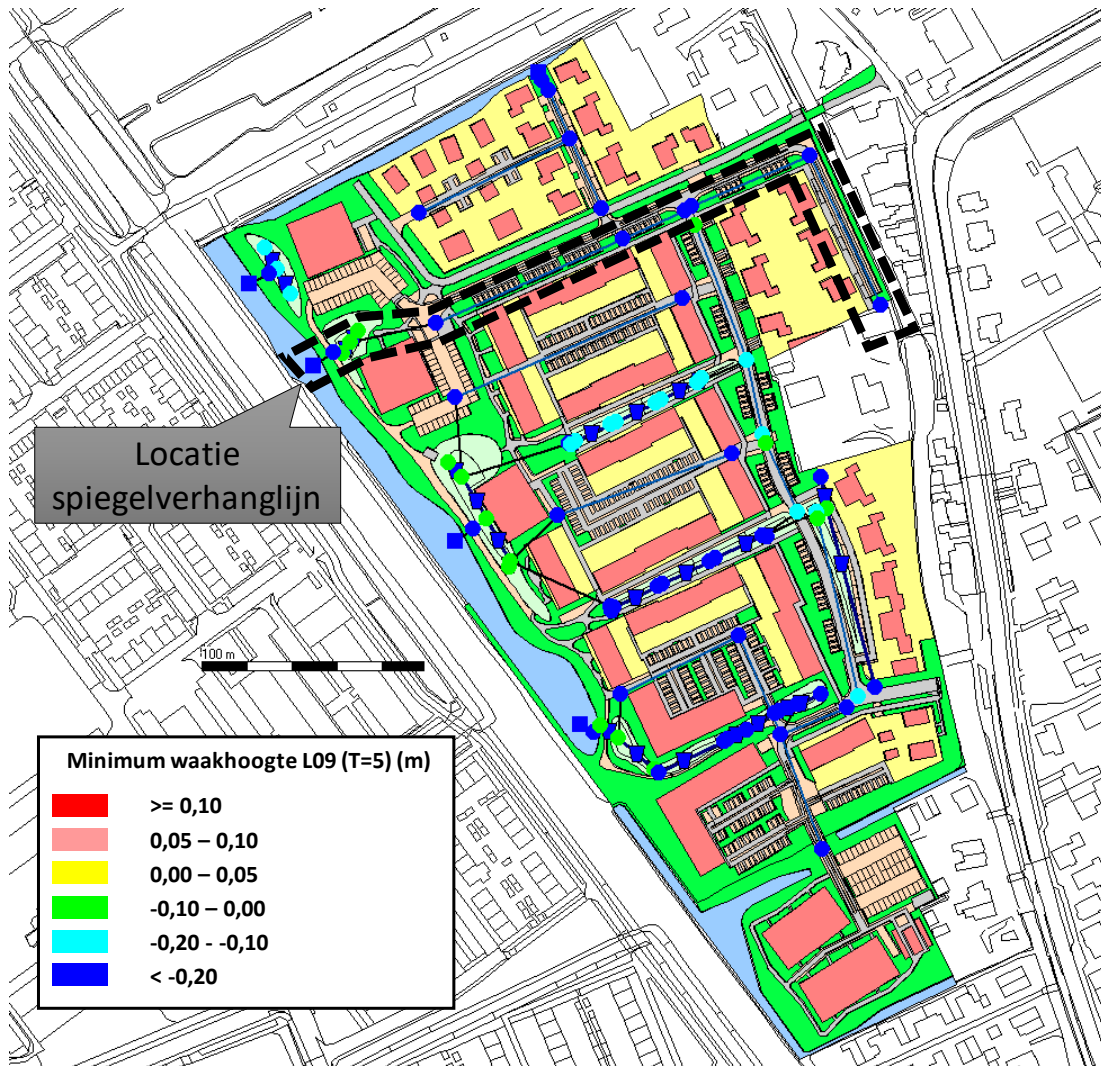 Locatie
spiegelverhanglijn
100 m
Minimum waakhoogte L09 (T=5) (m)
>= 0,10
0,05 – 0,10
0,00 – 0,05
-0,10 – 0,00
-0,20 - -0,10
< -0,20